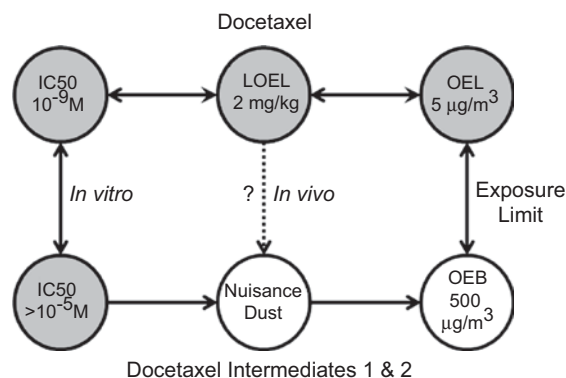 Docetaxel
IC50
10⁻⁹M
LOEL
2 mg/kg
OEL
5 μg/m³
In vitro
? In vivo
Exposure
Limit
IC50
>10⁻⁵M
Nuisance
Dust
OEB
500
μg/m³
Docetaxel Intermediates 1 & 2